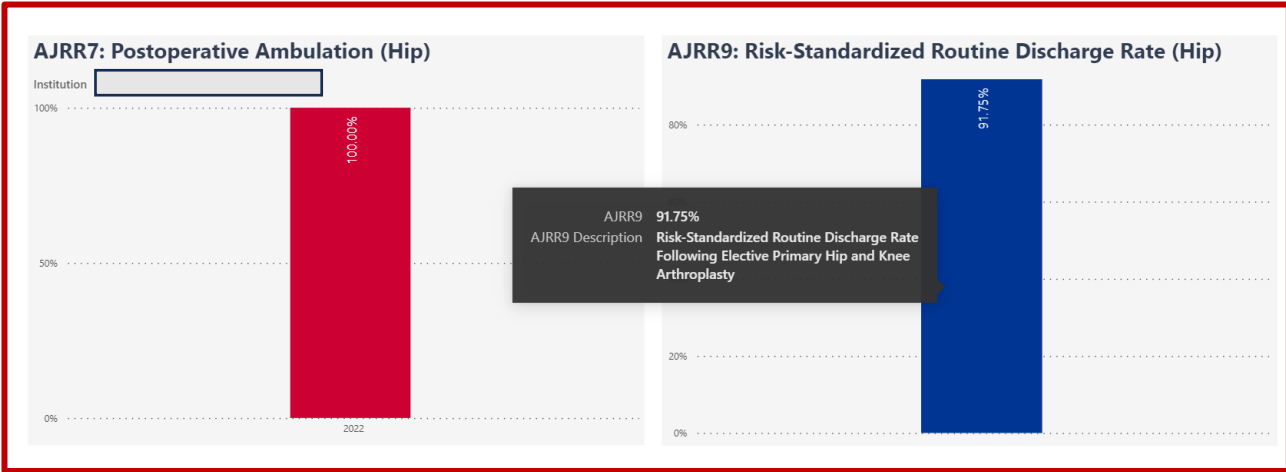 AJRR7: Postoperative Ambulation (Hip)
Institution
100%
100.00%
50%
0%
2022
AJRR9: Risk-Standardized Routine Discharge Rate (Hip)
80%
91.75%
AJRR9 91.75%
AJRR9 Description Risk-Standardized Routine Discharge Rate
Following Elective Primary Hip and Knee
Arthroplasty
20%
0%